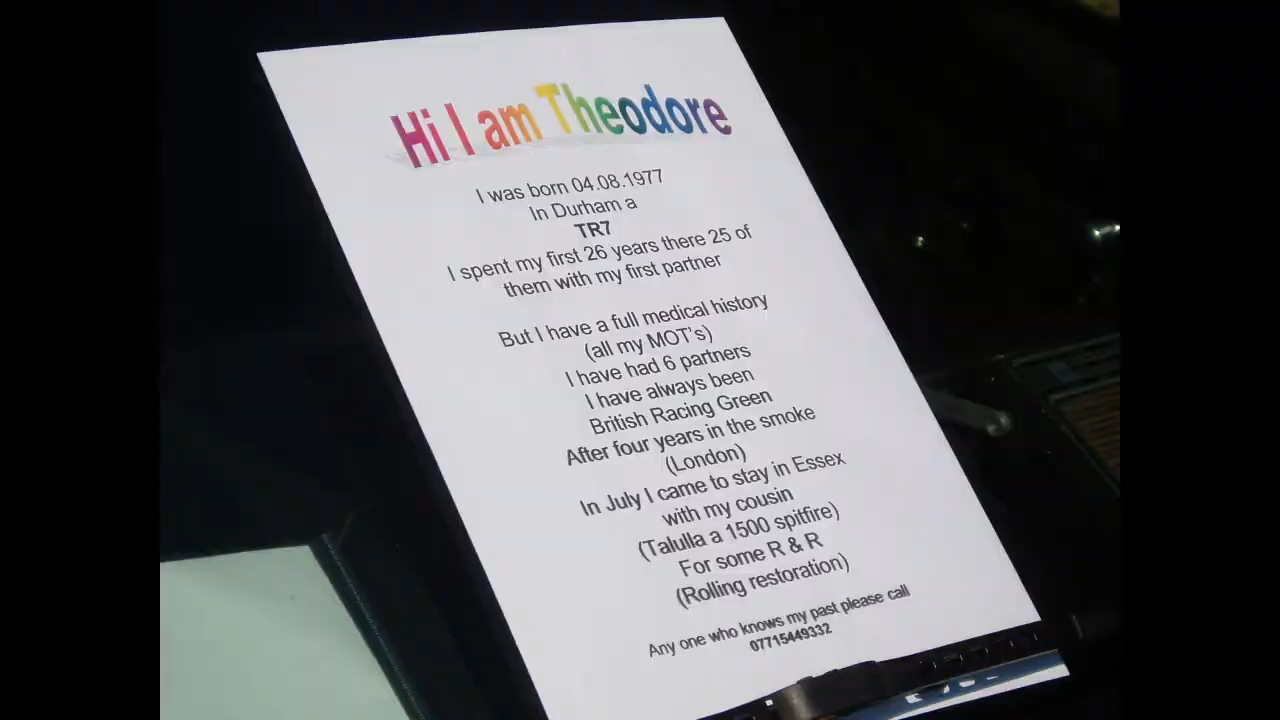 Hi I am Theodore
I was born 04.08.1977
In Durham a
TR7
I spent my first 26 years there 25 of
them with my first partner
But I have a full medical history
(all my MOT's)
I have had 6 partners
I have always been
British Racing Green
After four years in the smoke
(London)
In July I came to stay in Essex
with my cousin
(Talulla a 1500 spitfire)
For some R & R
(Rolling restoration)
Any one who knows my past please call
07715449332